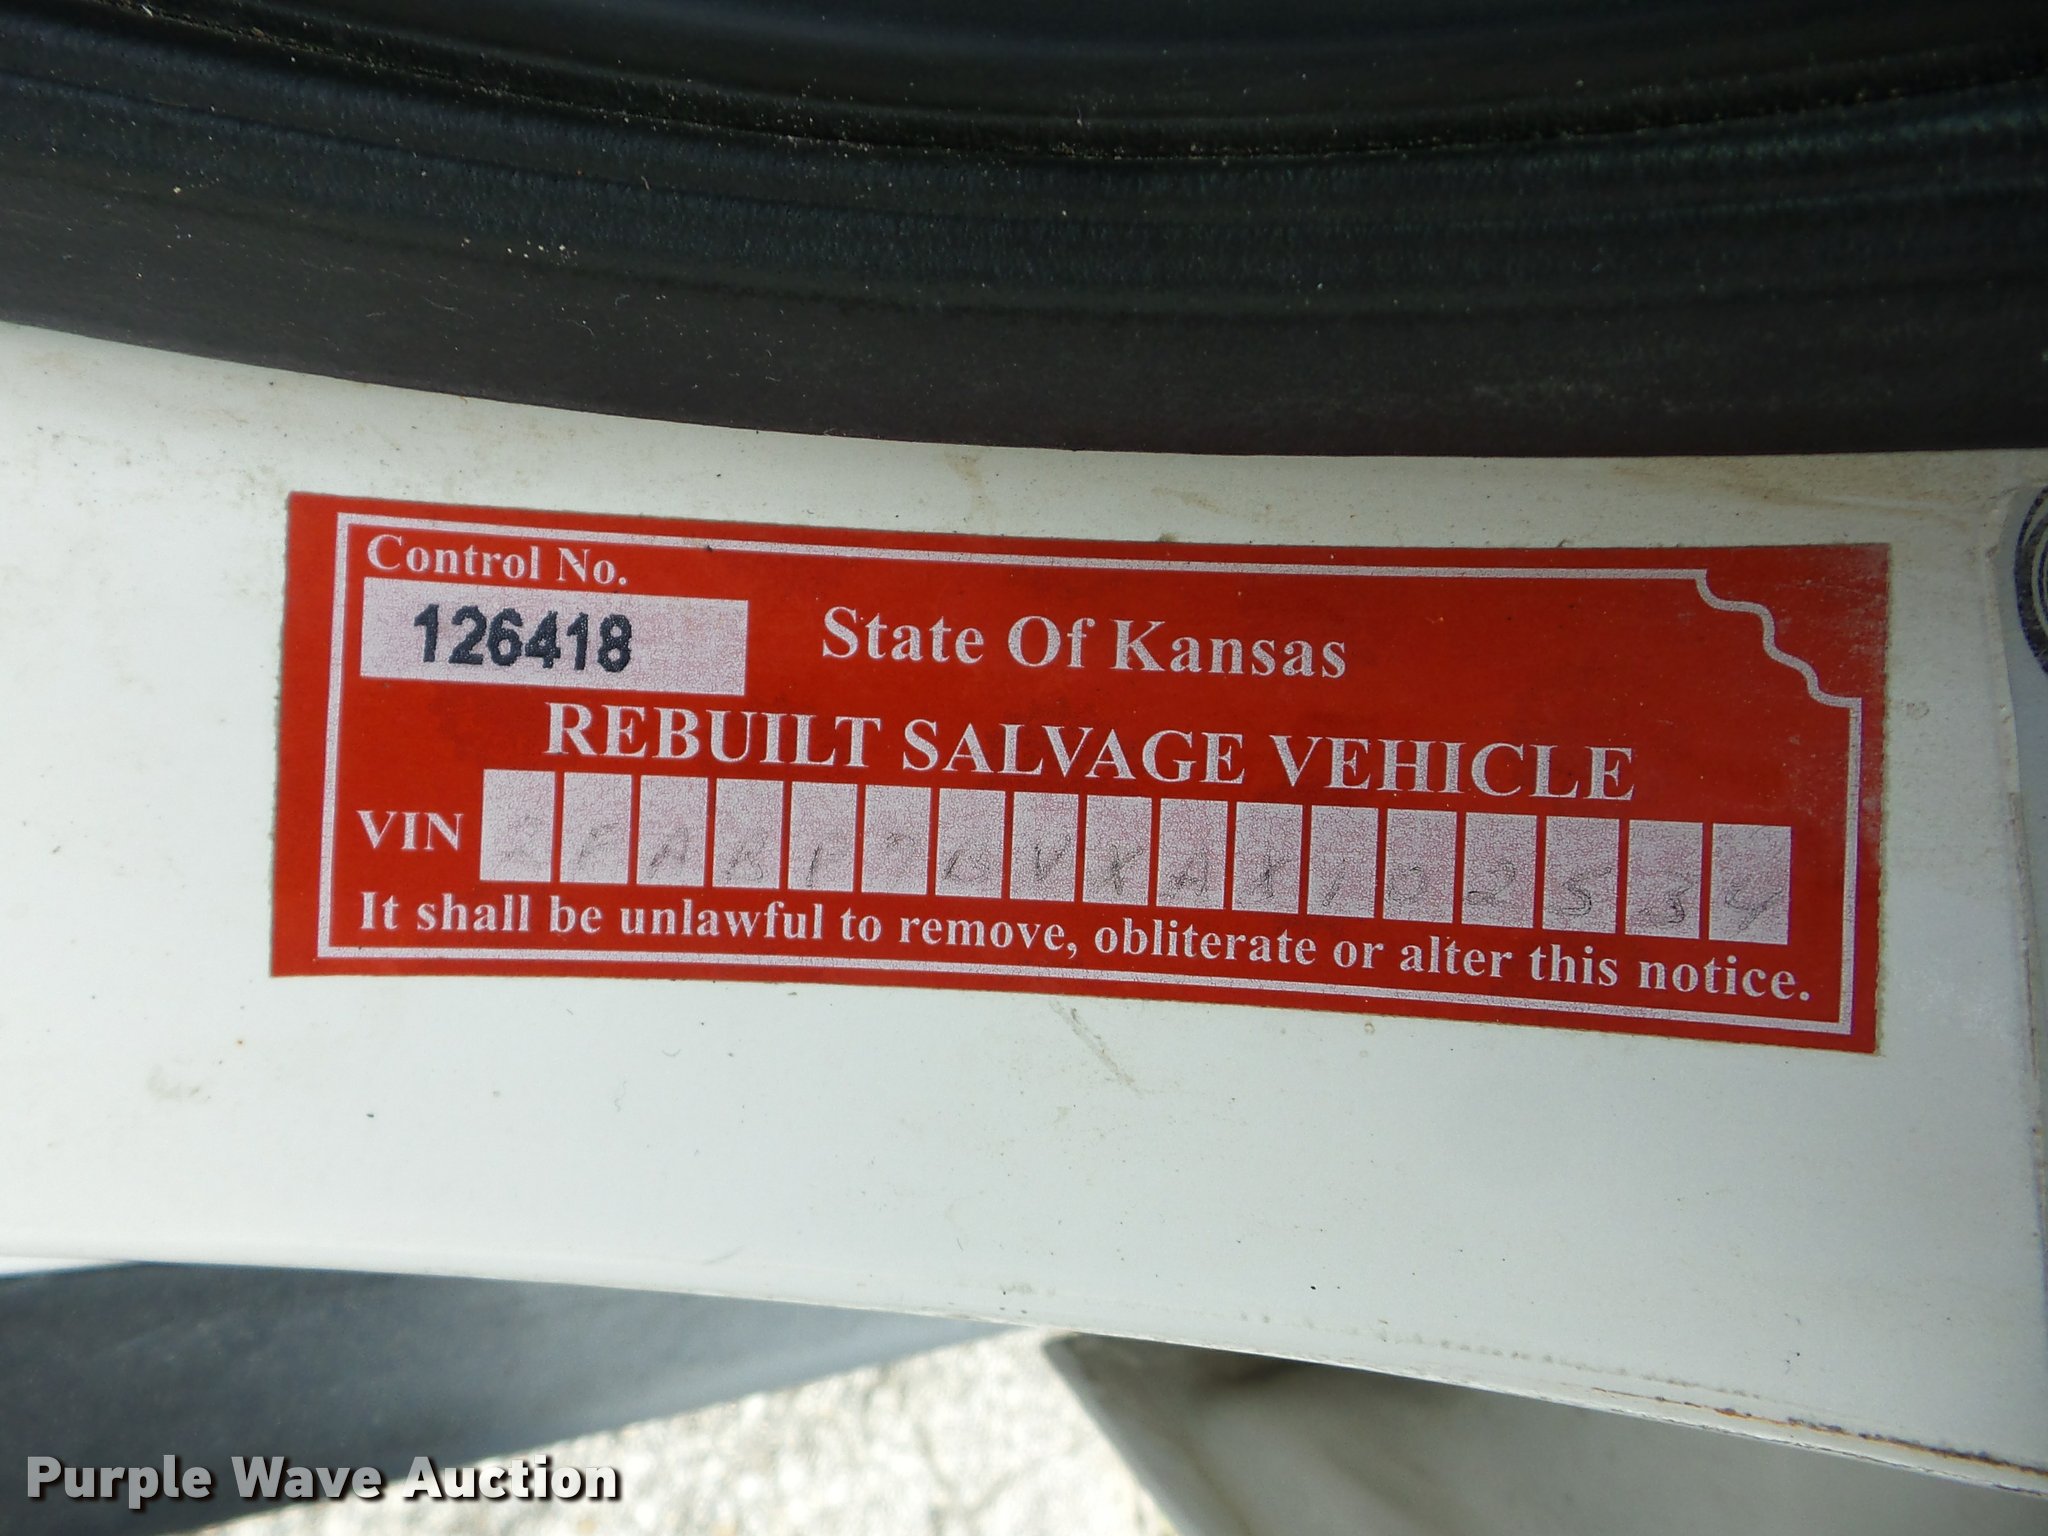 Control No.
126418
State Of Kansas
REBUILT SALVAGE VEHICLE
VIN
It shall be unlawful to remove, obliterate or alter this notice.
Purple Wave Auction